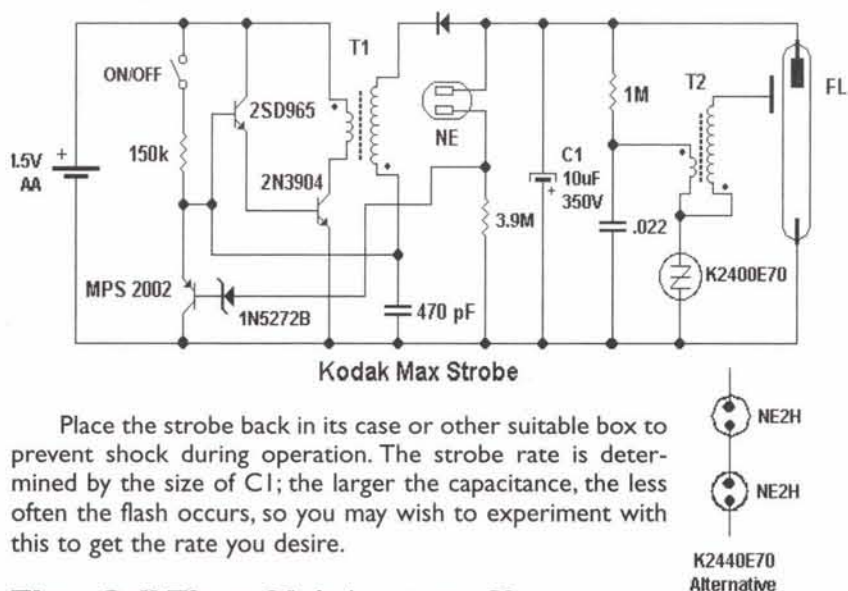 T1
ON/OFF
2SD965
NE
1M
T2
FL
150k
1.5V
AA
+
2N3904
C1
10uF
350V
+
3.9M
.022
K2400E70
MPS 2002
1N5272B
470 pF
Kodak Max Strobe
Place the strobe back in its case or other suitable box to
prevent shock during operation. The strobe rate is deter-
mined by the size of C1; the larger the capacitance, the less
often the flash occurs, so you may wish to experiment with
this to get the rate you desire.
NE2H
NE2H
K2440E70
Alternative